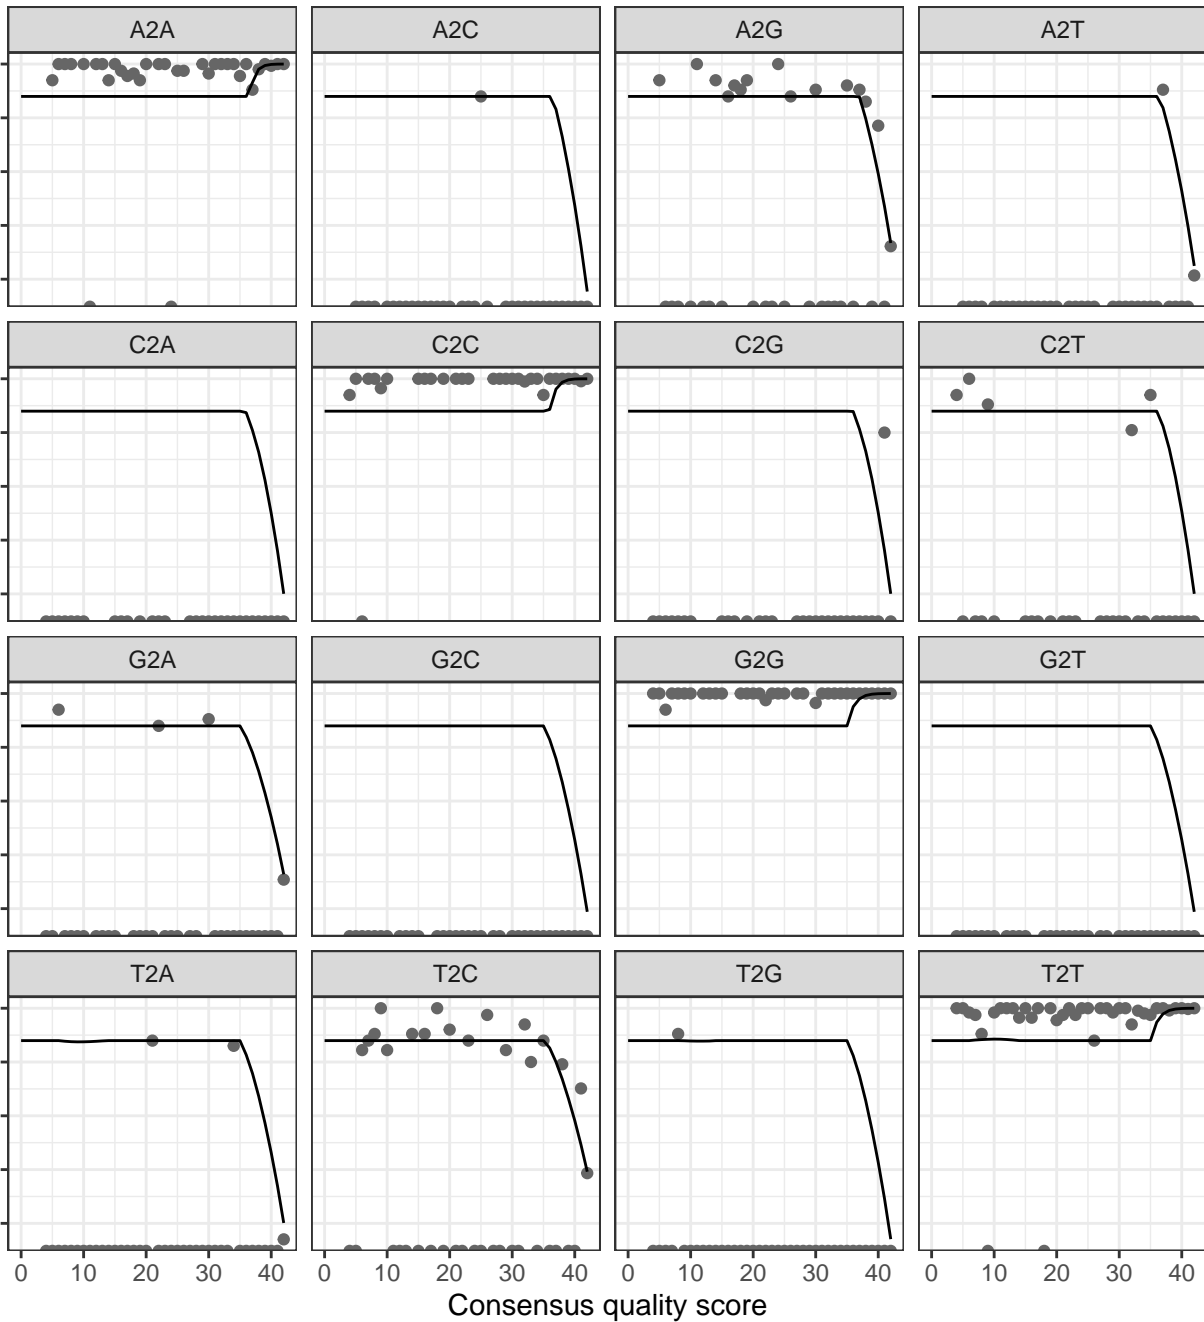 A2A A2C A2G A2T
C2A C2C C2G C2T
G2A G2C G2G G2T
T2A T2C T2G T2T
0 10 20 30 40 0 10 20 30 40 0 10 20 30 40 0 10 20 30 40
Consensus quality score